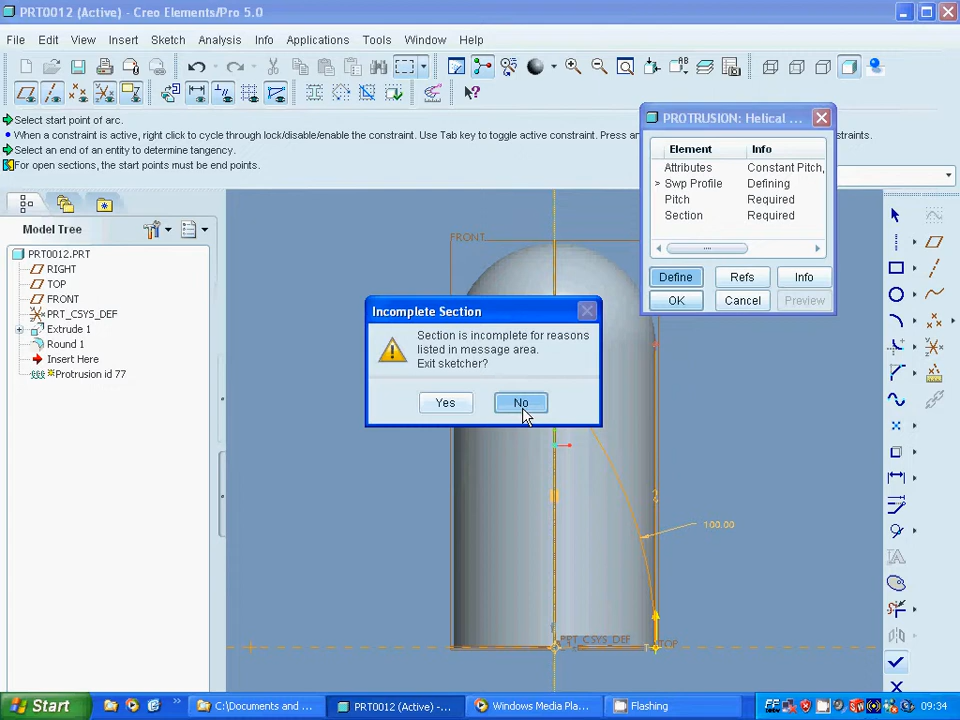 PRT0012 (Active) - Creo Elements/Pro 5.0
File Edit View Insert Sketch Analysis Info Applications Tools Window Help
Select start point of arc.
When a constraint is active, right click to cycle through lock/disable/enable the constraint. Use Tab key to toggle active constraint. Press an
straints.
Select an end of an entity to determine tangency.
For open sections, the start points must be end points.
PROTRUSION: Helical ...
Element Info
Attributes Constant Pitch,
> Swp Profile Defining
Pitch Required
Section Required
Define Refs Info
OK Cancel Preview
Model Tree
PRT0012.PRT
RIGHT
TOP
FRONT
PRT_CSYS_DEF
Extrude 1
Round 1
Insert Here
Protrusion id 77
FRONT
Incomplete Section
Section is incomplete for reasons
listed in message area.
Exit sketcher?
Yes No
100.00
PRT_CSYS_DEF
TOP
Start
C:\Documents and ...
PRT0012 (Active) -...
Windows Media Pla...
Flashing
09:34